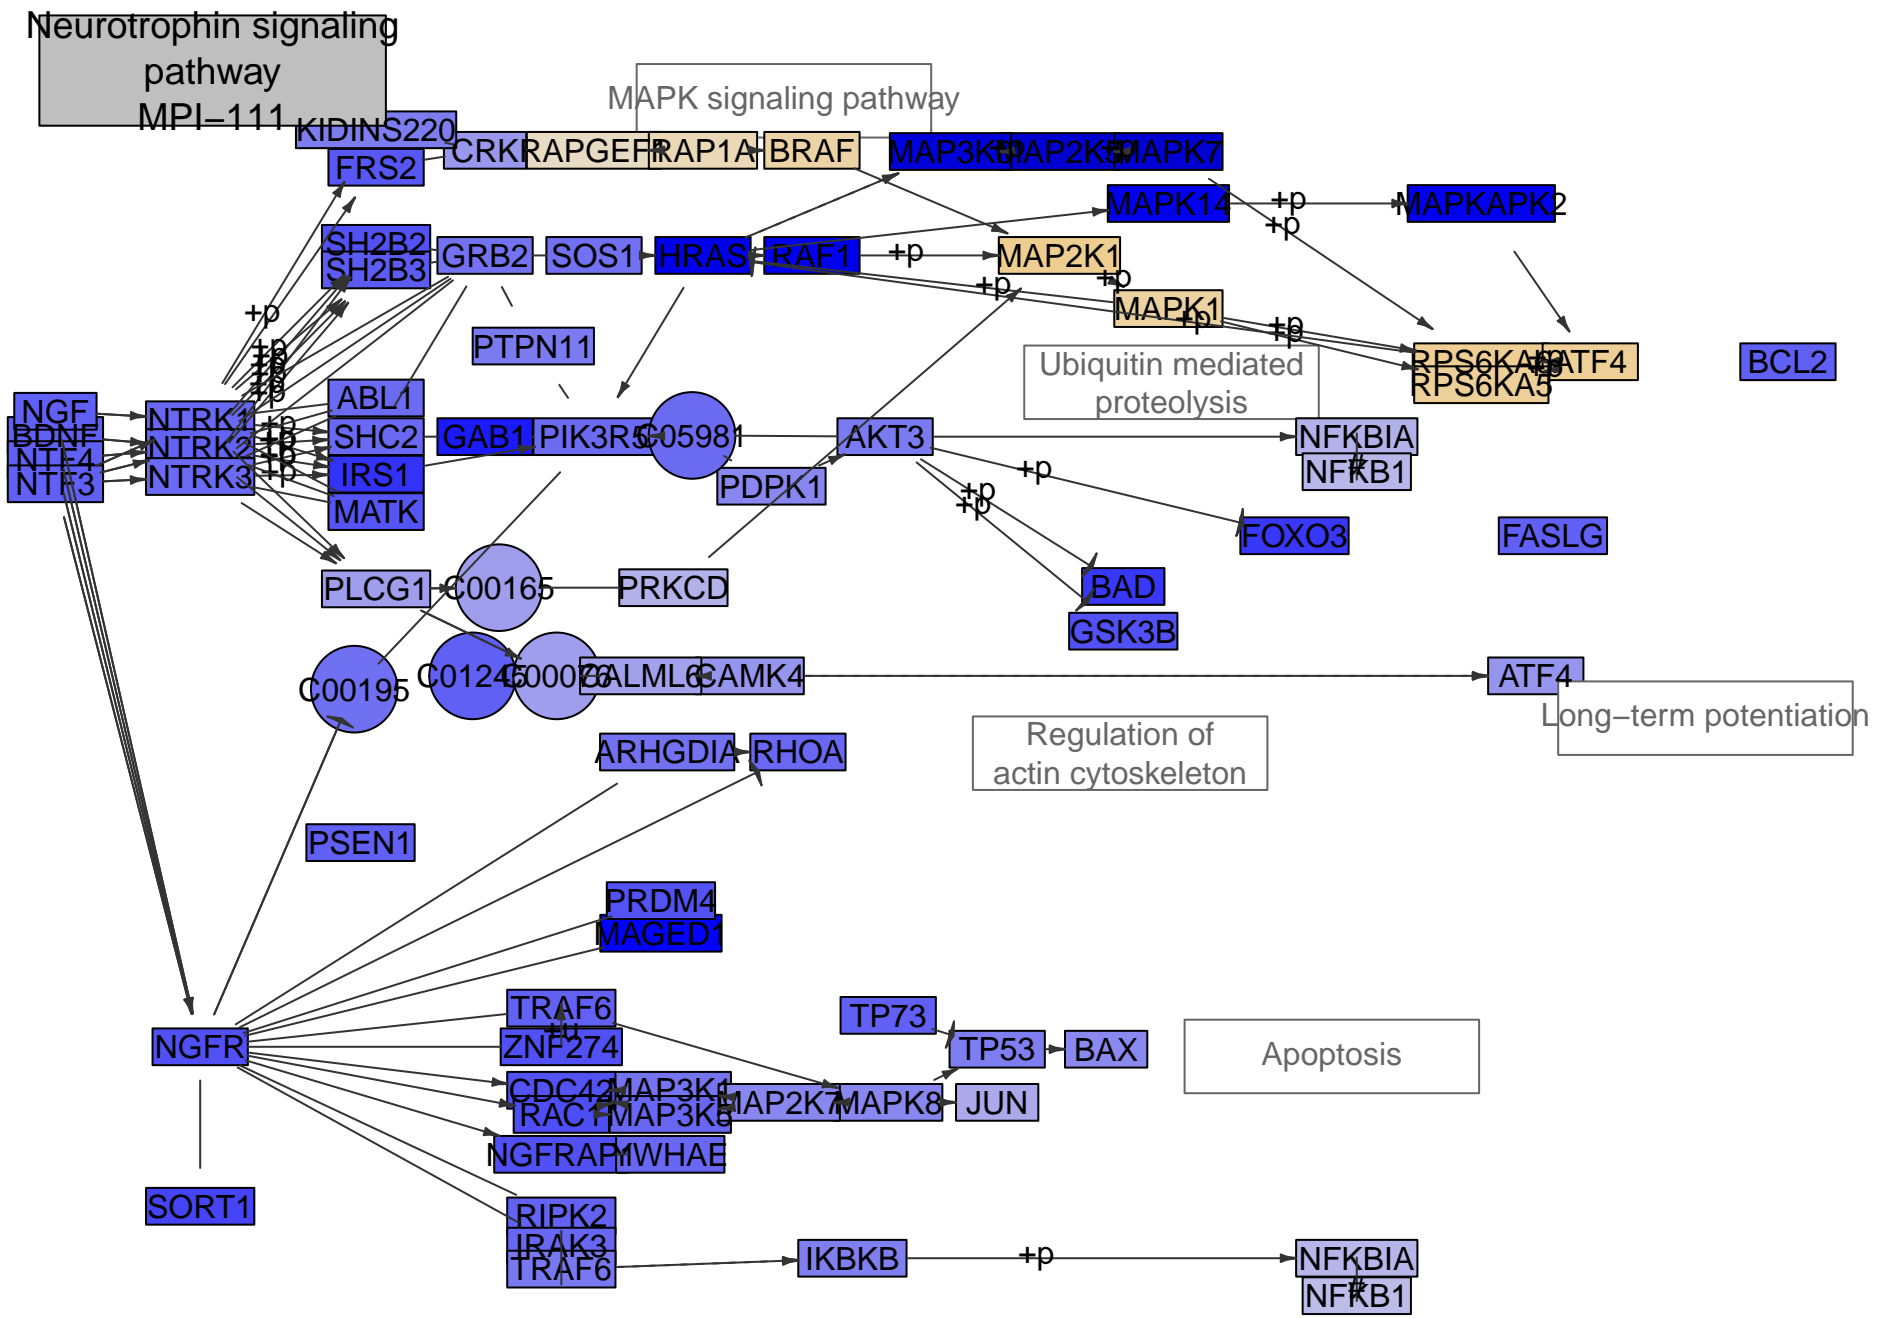 Neurotrophin signaling
pathway
MPI−111
MAPK signaling pathway
KIDINS220
FRS2
RAPGEF1
RAP1A
BRAF
MAPK7
MAPK14
+p
MAPKAPK2
+p
SH2B2
SH2B3
GRB2
SOS1
HRAS
RAF1
+p
MAP2K1
+p
+p
MAPK1
+p
+p
+p
+p
PTPN11
Ubiquitin mediated
proteolysis
RPS6KA5
ATF4
BCL2
+p
+p
+p
+p
+p
NGF
BDNF
NTF4
NTF3
NTRK1
NTRK2
NTRK3
+p
+p
+p
+p
ABL1
SHC2
IRS1
MATK
GAB1
PIK3R5
C05981
PDPK1
AKT3
+p
+p
+p
NFKBIA
NFKB1
FOXO3
FASLG
BAD
GSK3B
PLCG1
C00165
PRKCD
C00195
C01245
C00076
CALML6
CAMK4
ATF4
Long−term potentiation
Regulation of
actin cytoskeleton
ARHGDIA
RHOA
PSEN1
PRDM4
MAGED1
NGFR
TRAF6
+u
ZNF274
CDC42
RAC1
MAP3K1
MAP3K5
MAP2K7
MAPK8
JUN
TP73
TP53
BAX
Apoptosis
NGFRAP1
YWHAE
SORT1
RIPK2
IRAK3
TRAF6
IKBKB
+p
NFKBIA
NFKB1